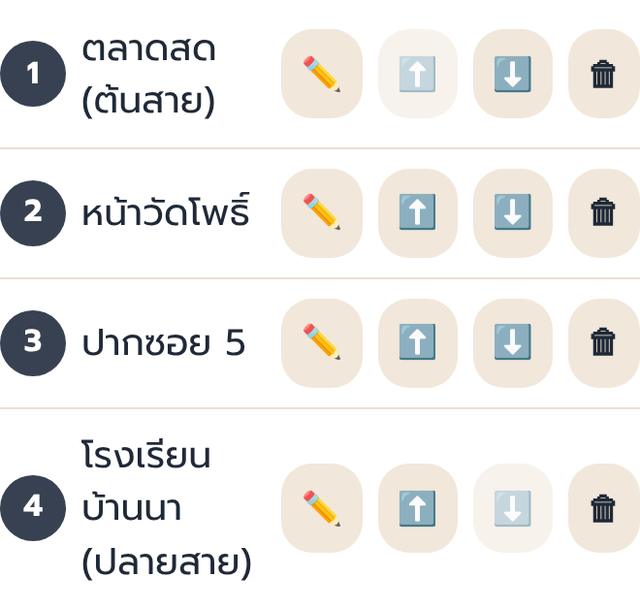 1
ตลาดสด
(ต้นสาย)
2
หน้าวัดโพธิ์
3
ปากซอย 5
4
โรงเรียน
บ้านนา
(ปลายสาย)